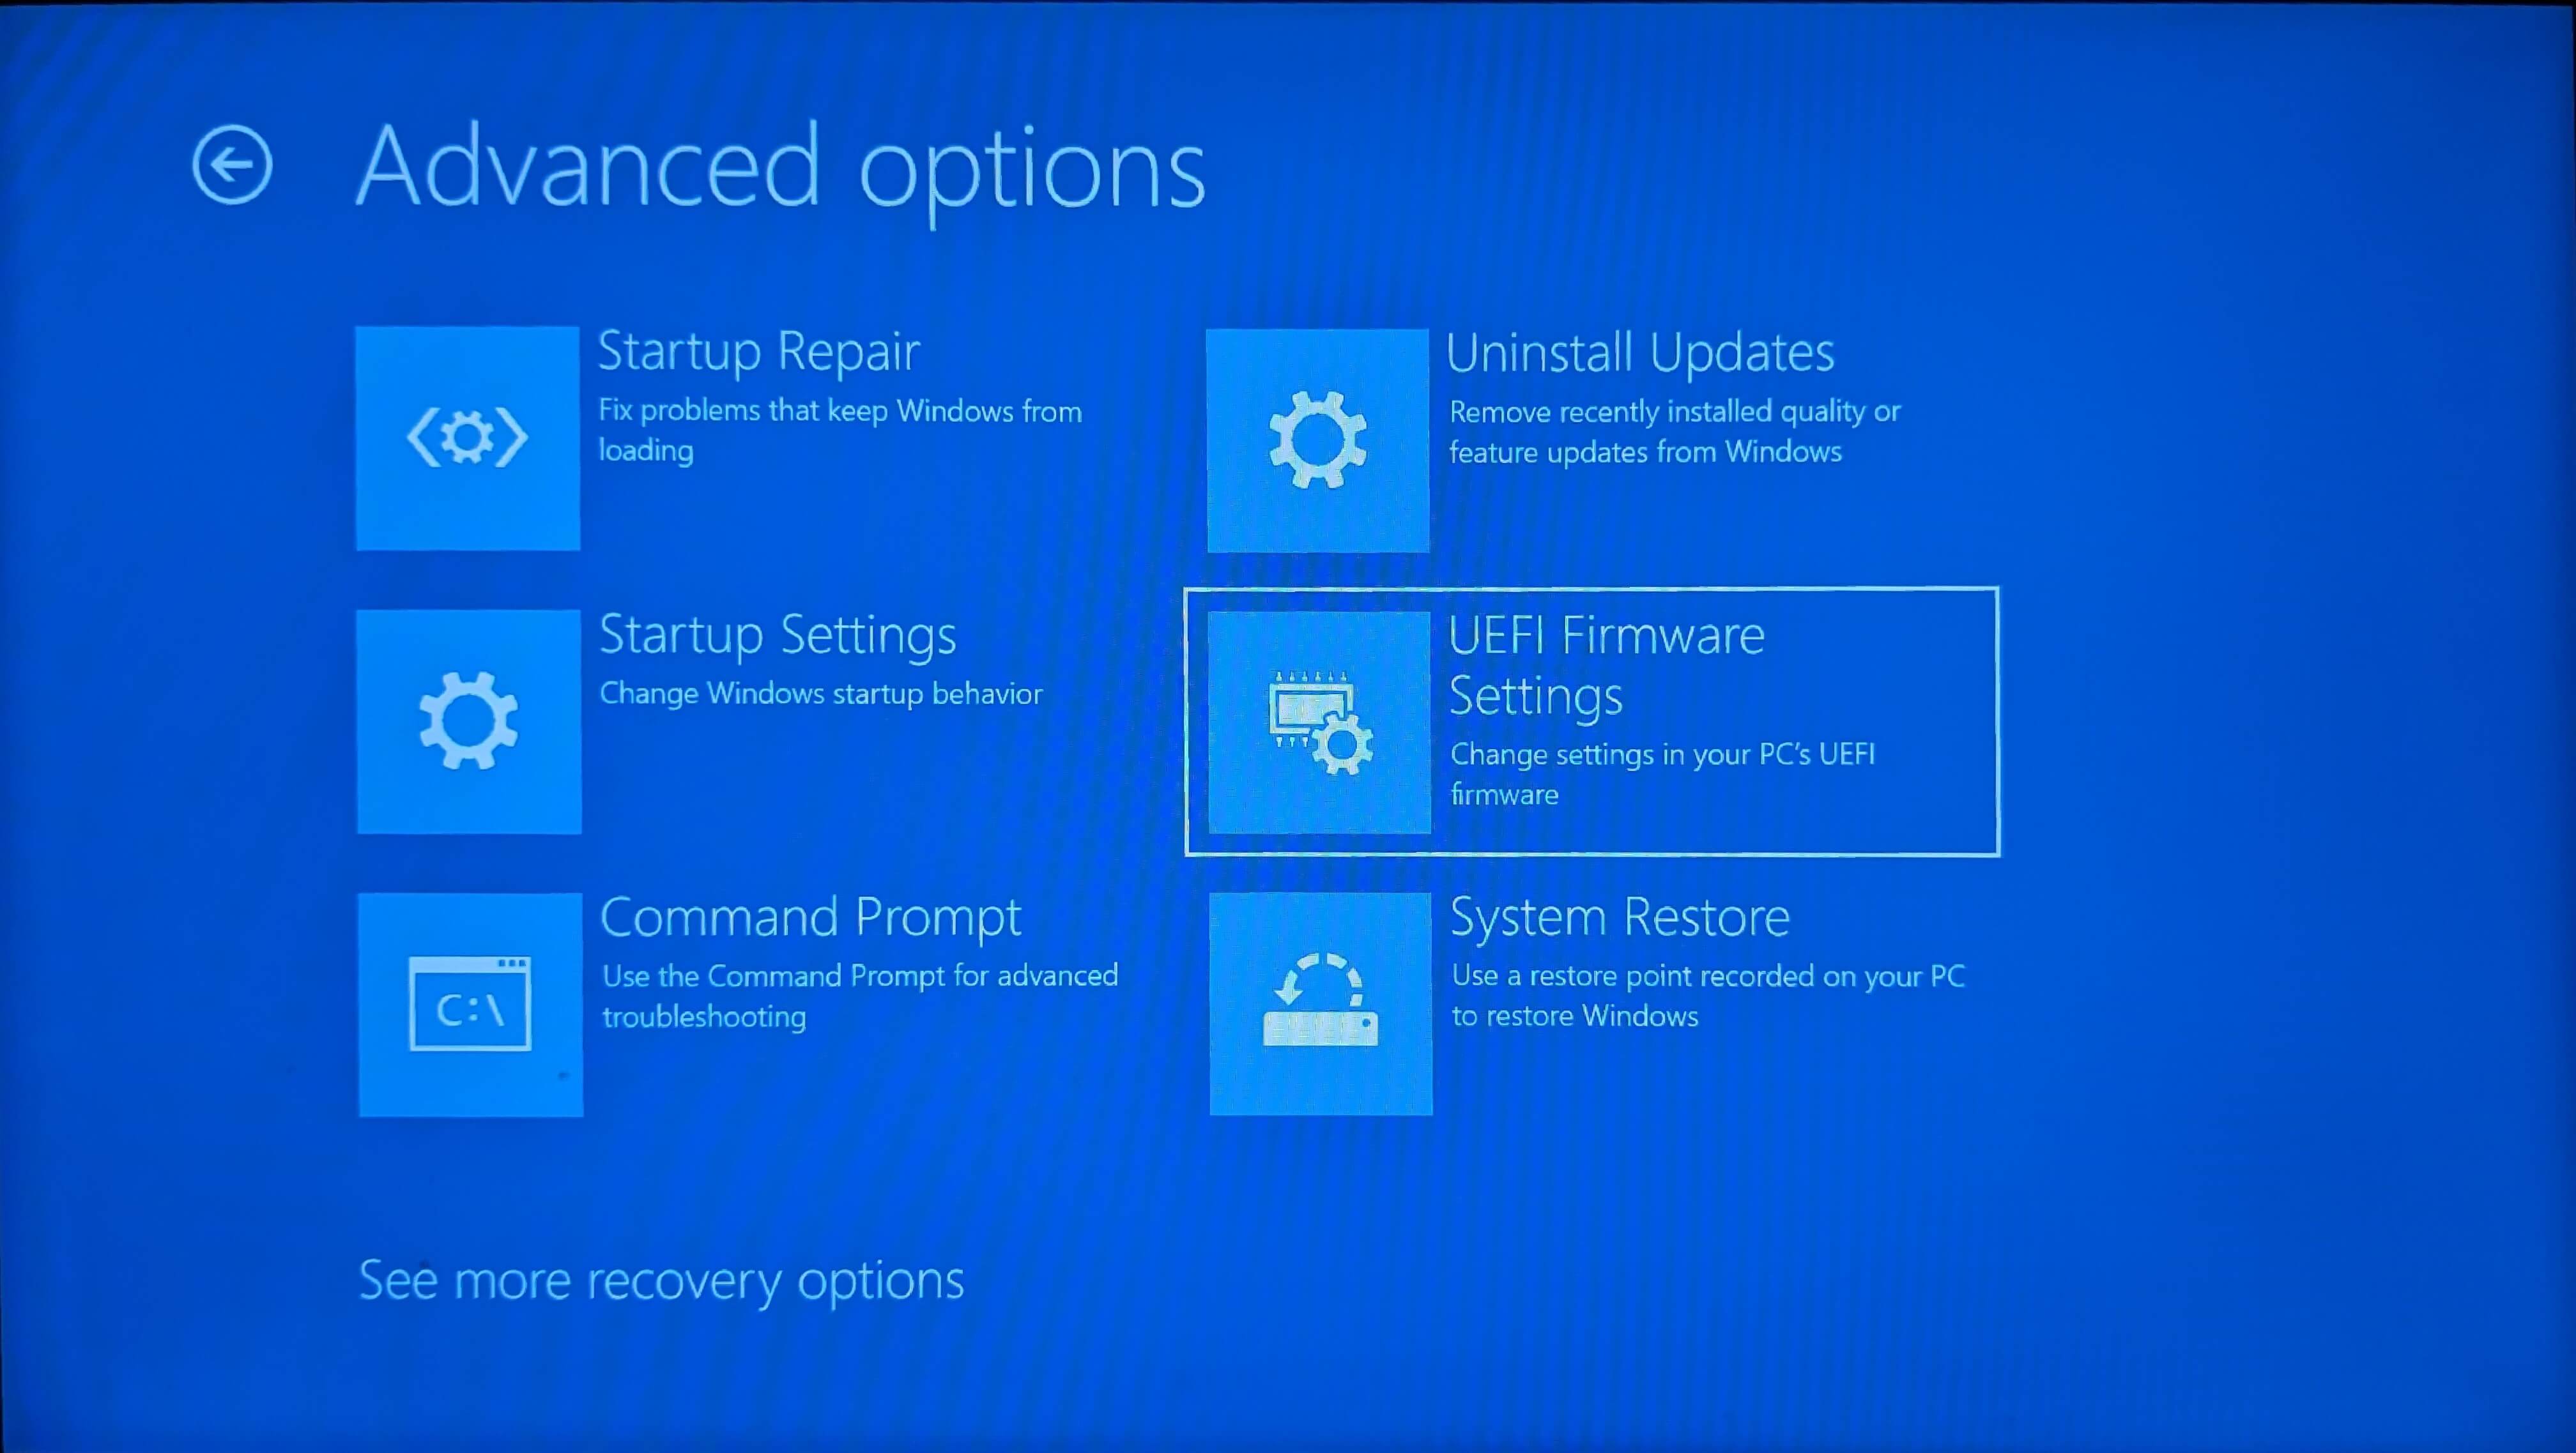 Advanced options
Startup Repair
Fix problems that keep Windows from
loading
Uninstall Updates
Remove recently installed quality or
feature updates from Windows
Startup Settings
Change Windows startup behavior
UEFI Firmware
Settings
Change settings in your PC's UEFI
firmware
C:\
Command Prompt
Use the Command Prompt for advanced
troubleshooting
System Restore
Use a restore point recorded on your PC
to restore Windows
See more recovery options